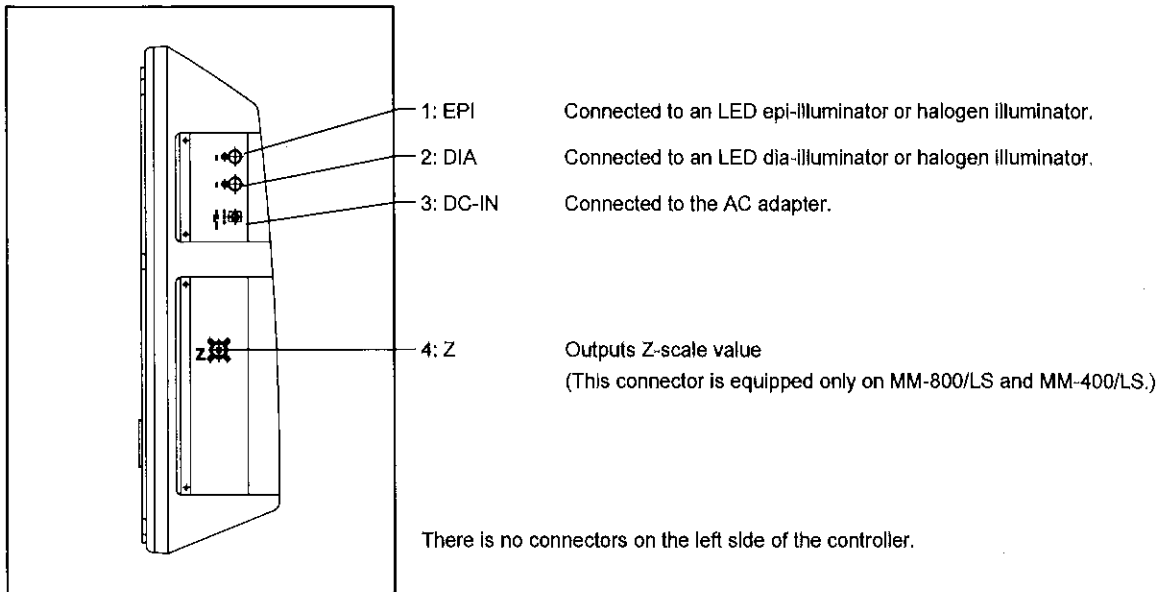 1: EPI Connected to an LED epi-illuminator or halogen illuminator.
2: DIA Connected to an LED dia-illuminator or halogen illuminator.
3: DC-IN Connected to the AC adapter.
Z
4: Z Outputs Z-scale value
(This connector is equipped only on MM-800/LS and MM-400/LS.)
There is no connectors on the left side of the controller.